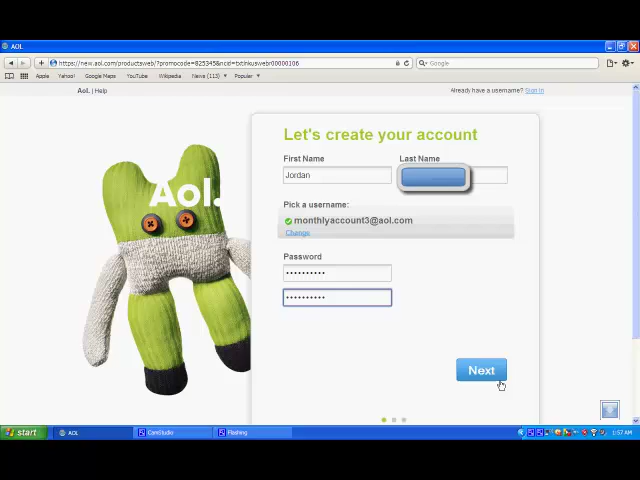 AOL
https://new.aol.com/productsweb/?promocode=825345&ncid=txtlnkuswebr00000106
Google
Apple Yahoo! Google Maps YouTube Wikipedia News (113) Popular
Aol. | Help
Already have a username? Sign In
Let's create your account
First Name Last Name
Jordan
Aol.
Pick a username:
monthlyaccount3@aol.com
Change
Password
Next
start AOL CamStudio Flashing 1:57 AM